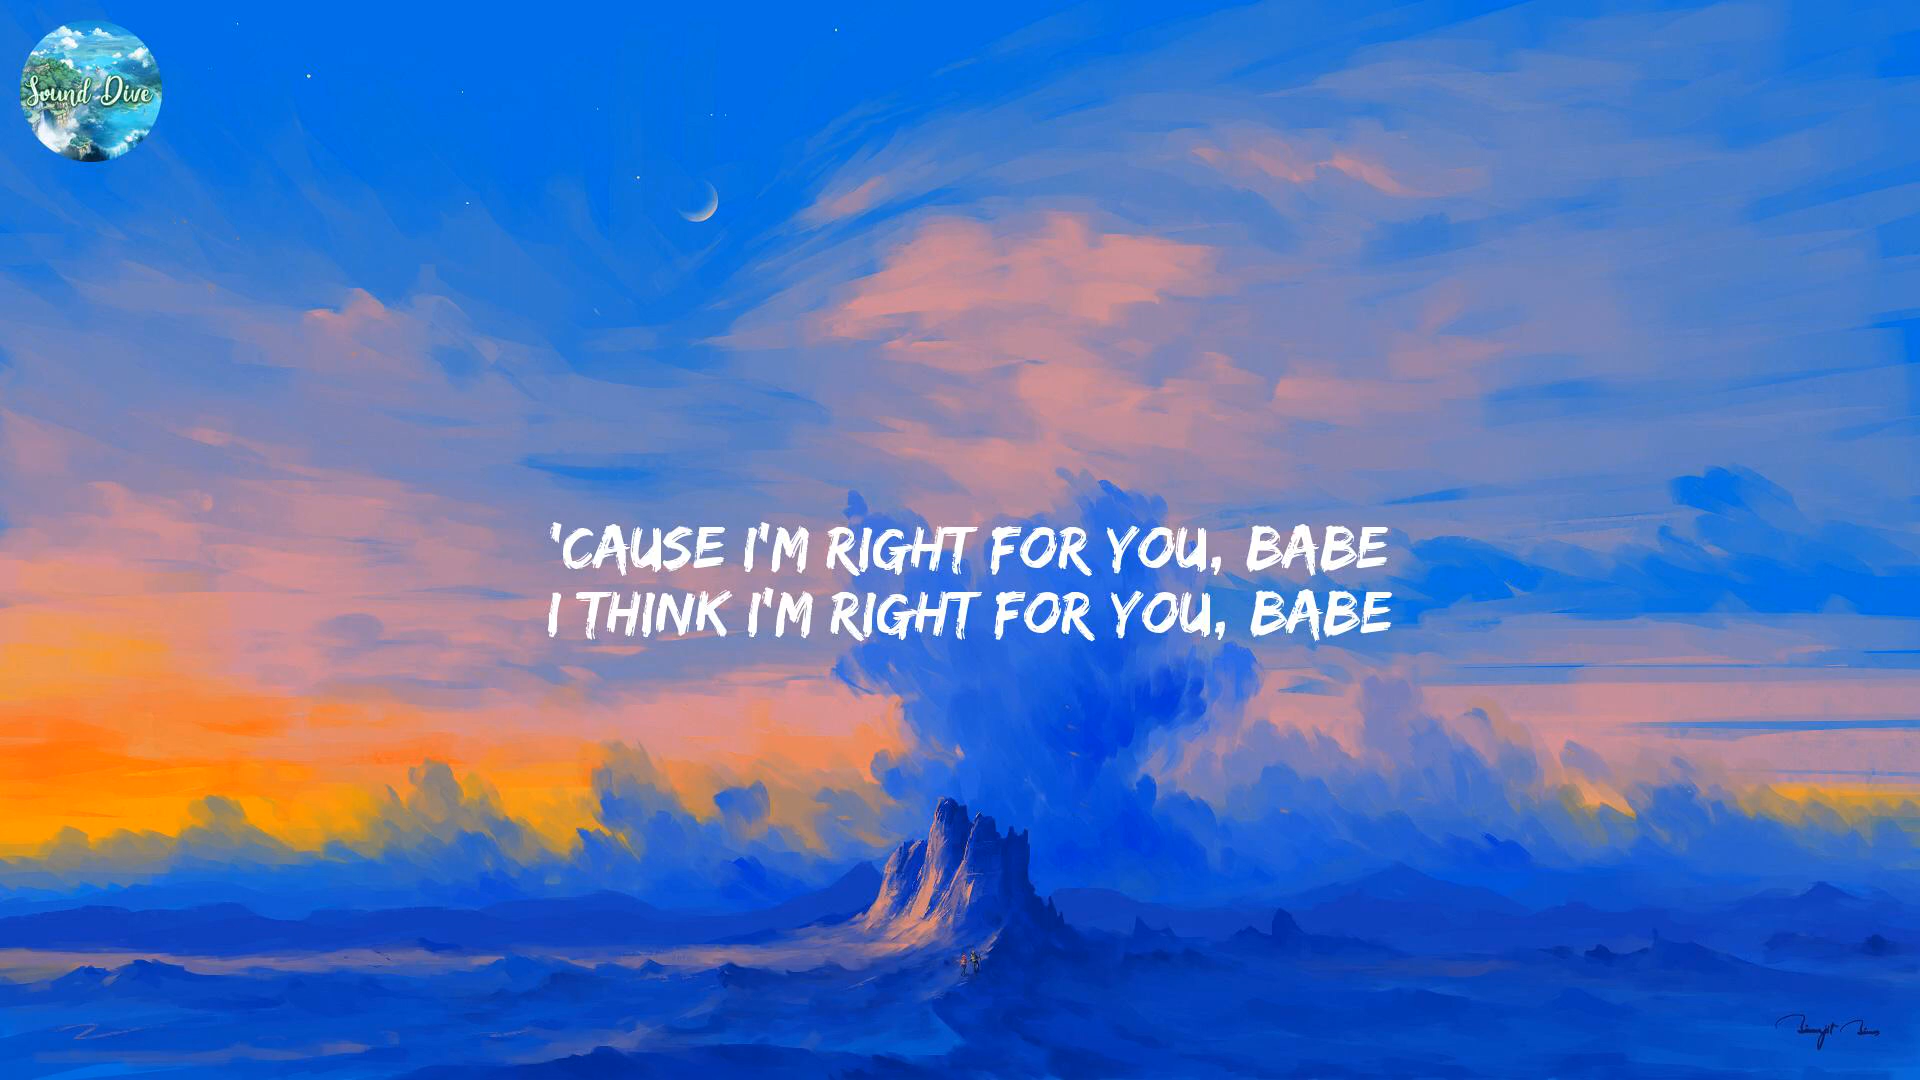 Sound Dive
'CAUSE I'M RIGHT FOR YOU, BABE
I THINK I'M RIGHT FOR YOU, BABE